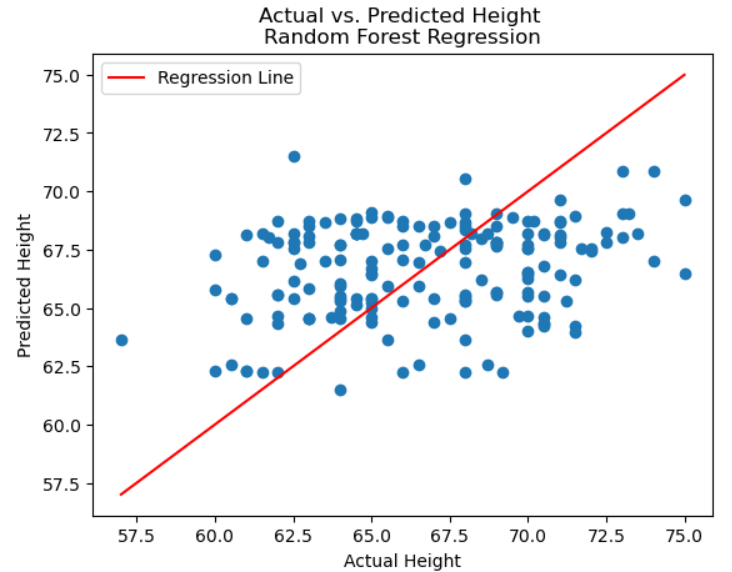 Actual vs. Predicted Height
Random Forest Regression
Regression Line
75.0
72.5
70.0
67.5
65.0
62.5
60.0
57.5
Predicted Height
57.5 60.0 62.5 65.0 67.5 70.0 72.5 75.0
Actual Height